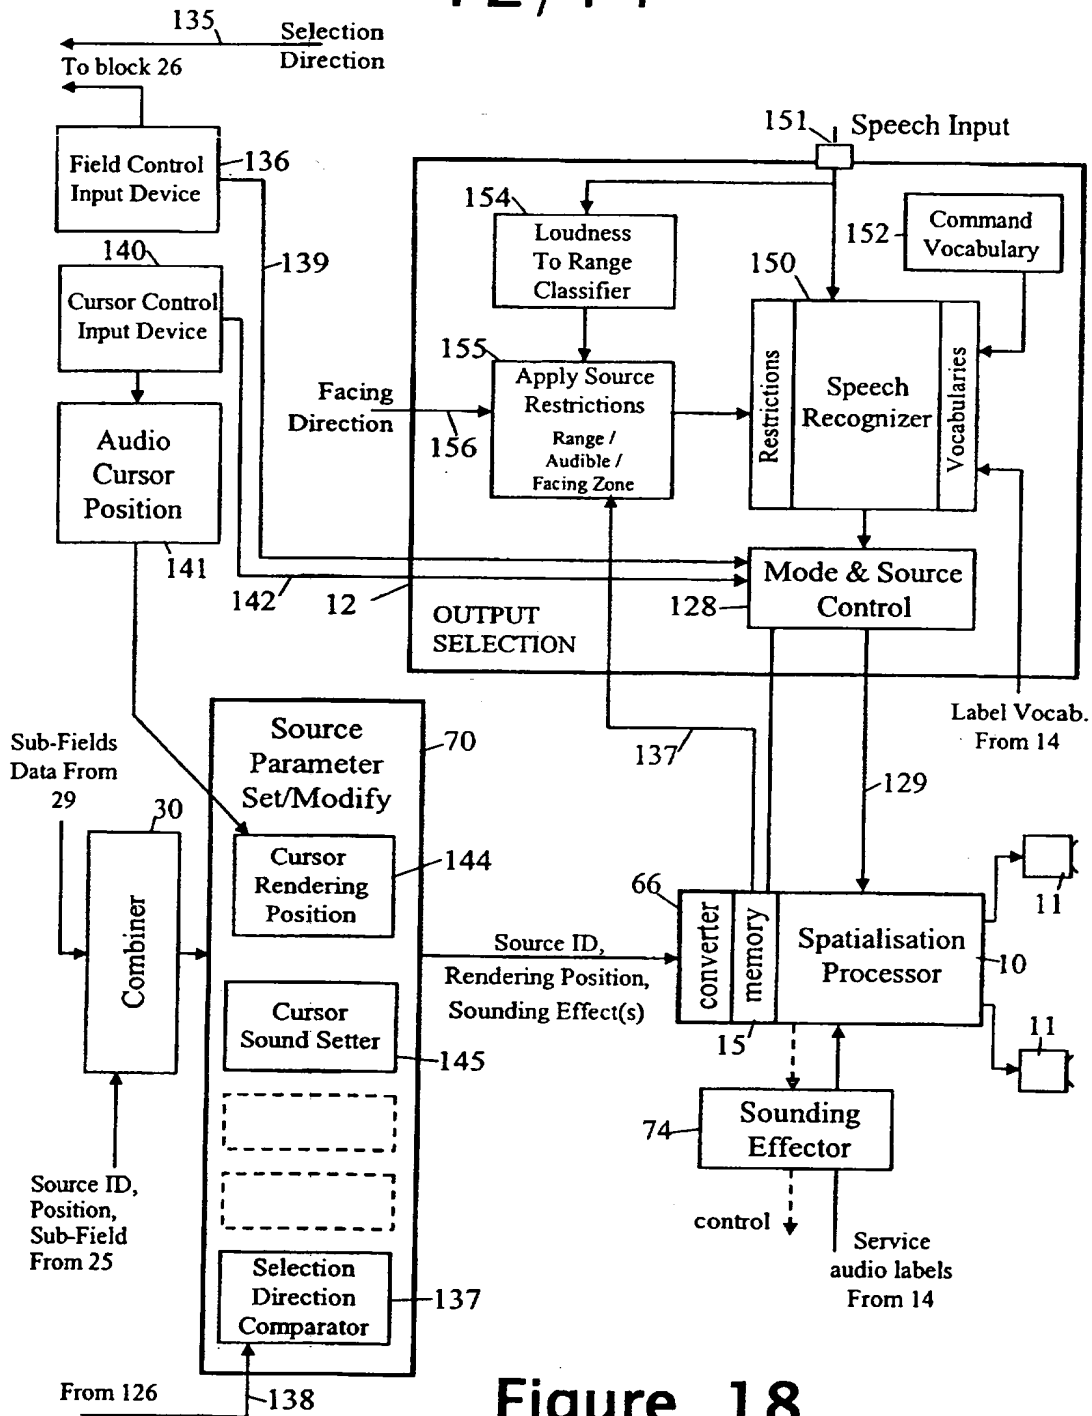 135
Selection
Direction
To block 26
Field Control
Input Device
136
140
139
Cursor Control
Input Device
Audio
Cursor
Position
141
142
12
151
Speech Input
154
Loudness
To Range
Classifier
152
Command
Vocabulary
150
155
Apply Source
Restrictions
Range /
Audible /
Facing Zone
Facing
Direction
156
Restrictions
Speech
Recognizer
Vocabularies
Mode & Source
Control
128
OUTPUT
SELECTION
Label Vocab.
From 14
137
129
Sub-Fields
Data From
29
30
Combiner
Source ID,
Position,
Sub-Field
From 25
Source
Parameter
Set/Modify
70
Cursor
Rendering
Position
144
Cursor
Sound Setter
145
Selection
Direction
Comparator
137
From 126
138
Source ID,
Rendering Position,
Sounding Effect(s)
66
converter
memory
15
Spatialisation
Processor
10
11
11
74
Sounding
Effector
control
Service
audio labels
From 14
Figure 18